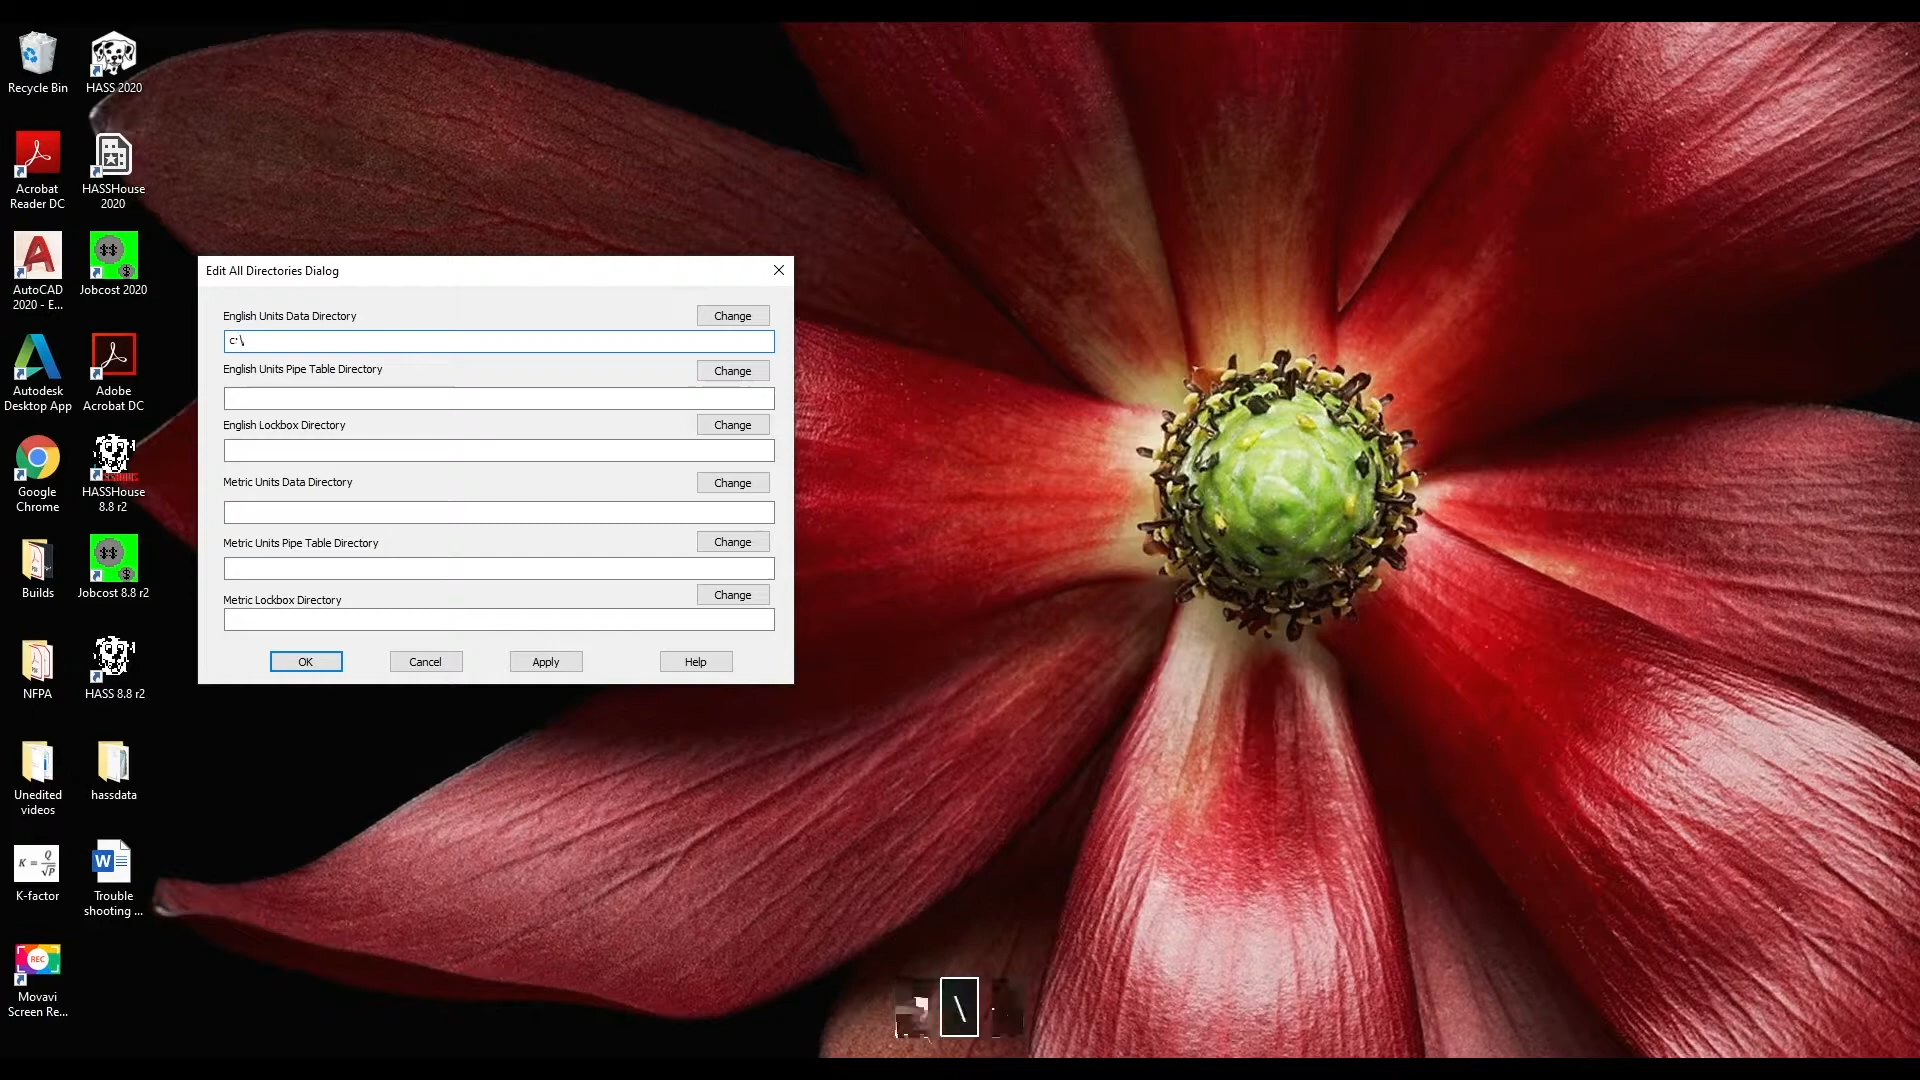 Recycle Bin
HASS 2020
Acrobat
Reader DC
HASSHouse
2020
AutoCAD
2020 - E...
Jobcost 2020
Autodesk
Desktop App
Adobe
Acrobat DC
Google
Chrome
HASSHouse
8.8 r2
Builds
Jobcost 8.8 r2
NFPA
HASS 8.8 r2
Unedited
videos
hassdata
K = Q
√P
K-factor
W
Trouble
shooting ...
REC
Movavi
Screen Re...
Edit All Directories Dialog
English Units Data Directory
Change
c:\
English Units Pipe Table Directory
Change
English Lockbox Directory
Change
Metric Units Data Directory
Change
Metric Units Pipe Table Directory
Change
Metric Lockbox Directory
Change
OK
Cancel
Apply
Help
\